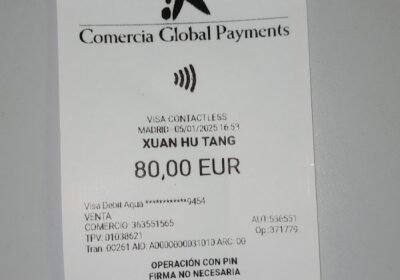 Comercia Global Payments
VISA CONTACTLESS
MADRID - 05/01/2025 16:59
XUAN HU TANG
80,00 EUR
Visa Debit Aqua ************9454
VENTA
COMERCIO: 363551565 AUT:536551
TPV: 01038621 Op:371779
Tran: 00261 AID: A0000000031010 ARC: 00
OPERACIÓN CON PIN
FIRMA NO NECESARIA